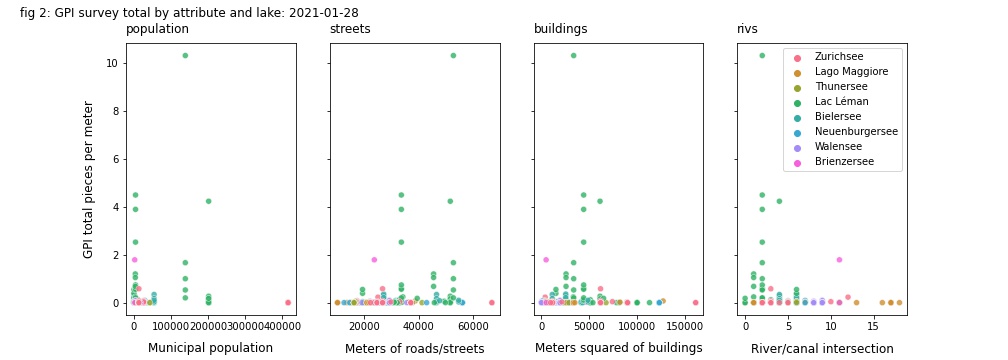 fig 2: GPI survey total by attribute and lake: 2021-01-28
population
streets
buildings
rivs
GPI total pieces per meter
10
8
6
4
2
0
Zurichsee
Lago Maggiore
Thunersee
Lac Léman
Bielersee
Neuenburgersee
Walensee
Brienzersee
0 100000 200000 300000 400000
20000 40000 60000
0 50000 100000 150000
0 5 10 15
Municipal population
Meters of roads/streets
Meters squared of buildings
River/canal intersection